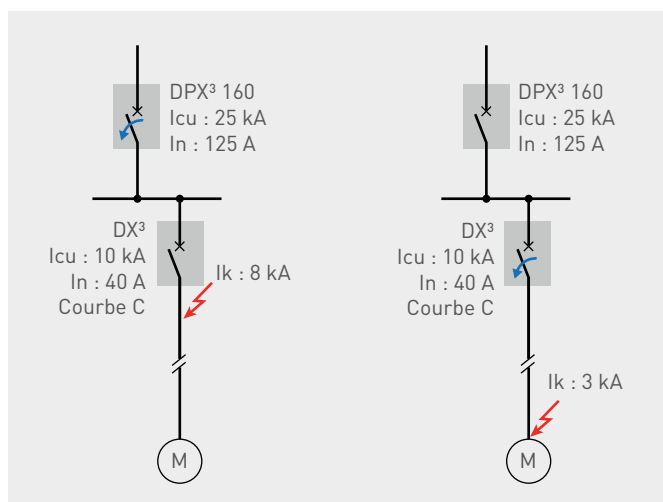 DPX³ 160
Icu : 25 kA
In : 125 A
DX³
Icu : 10 kA
In : 40 A
Courbe C
Ik : 8 kA
M
DPX³ 160
Icu : 25 kA
In : 125 A
DX³
Icu : 10 kA
In : 40 A
Courbe C
Ik : 3 kA
M